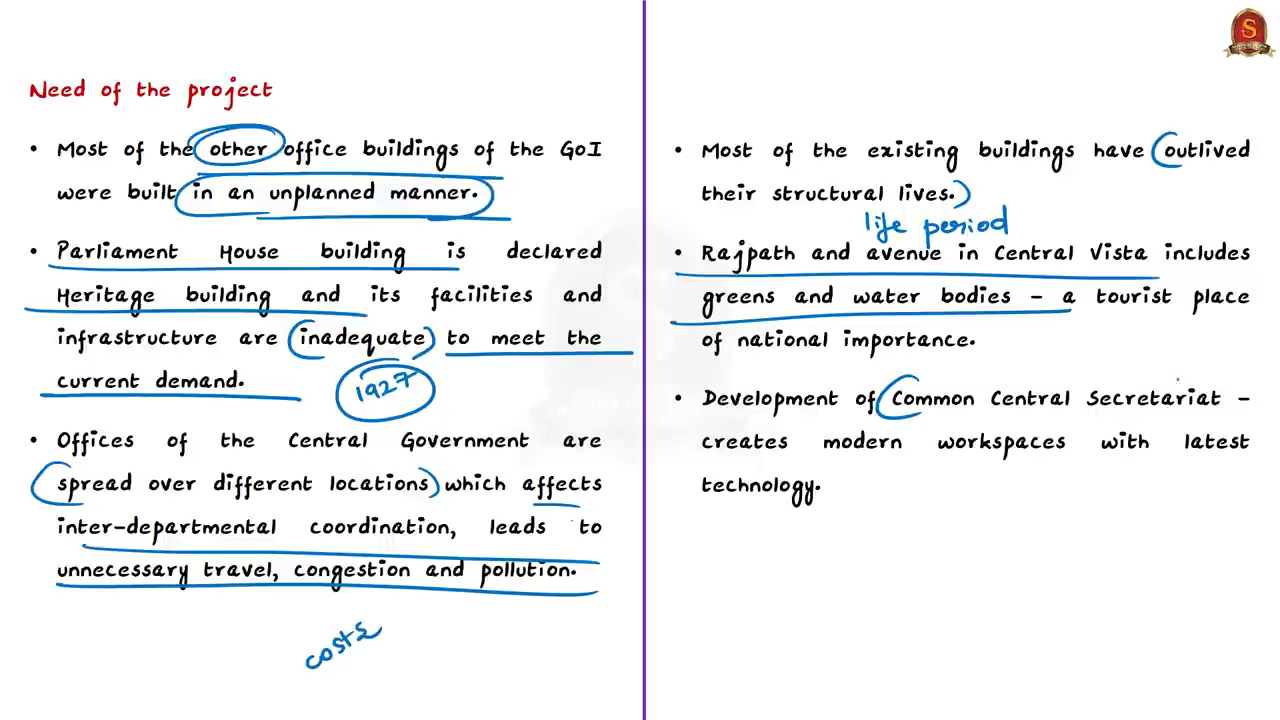 Need of the project
• Most of the other office buildings of the GoI
were built in an unplanned manner.
• Parliament House building is declared
Heritage building and its facilities and
infrastructure are inadequate to meet the
current demand.
1927
• Offices of the Central Government are
spread over different locations which affects
inter-departmental coordination, leads to
unnecessary travel, congestion and pollution.
costs
S
• Most of the existing buildings have outlived
their structural lives.
life period
• Rajpath and avenue in Central Vista includes
greens and water bodies - a tourist place
of national importance.
• Development of Common Central Secretariat -
creates modern workspaces with latest
technology.